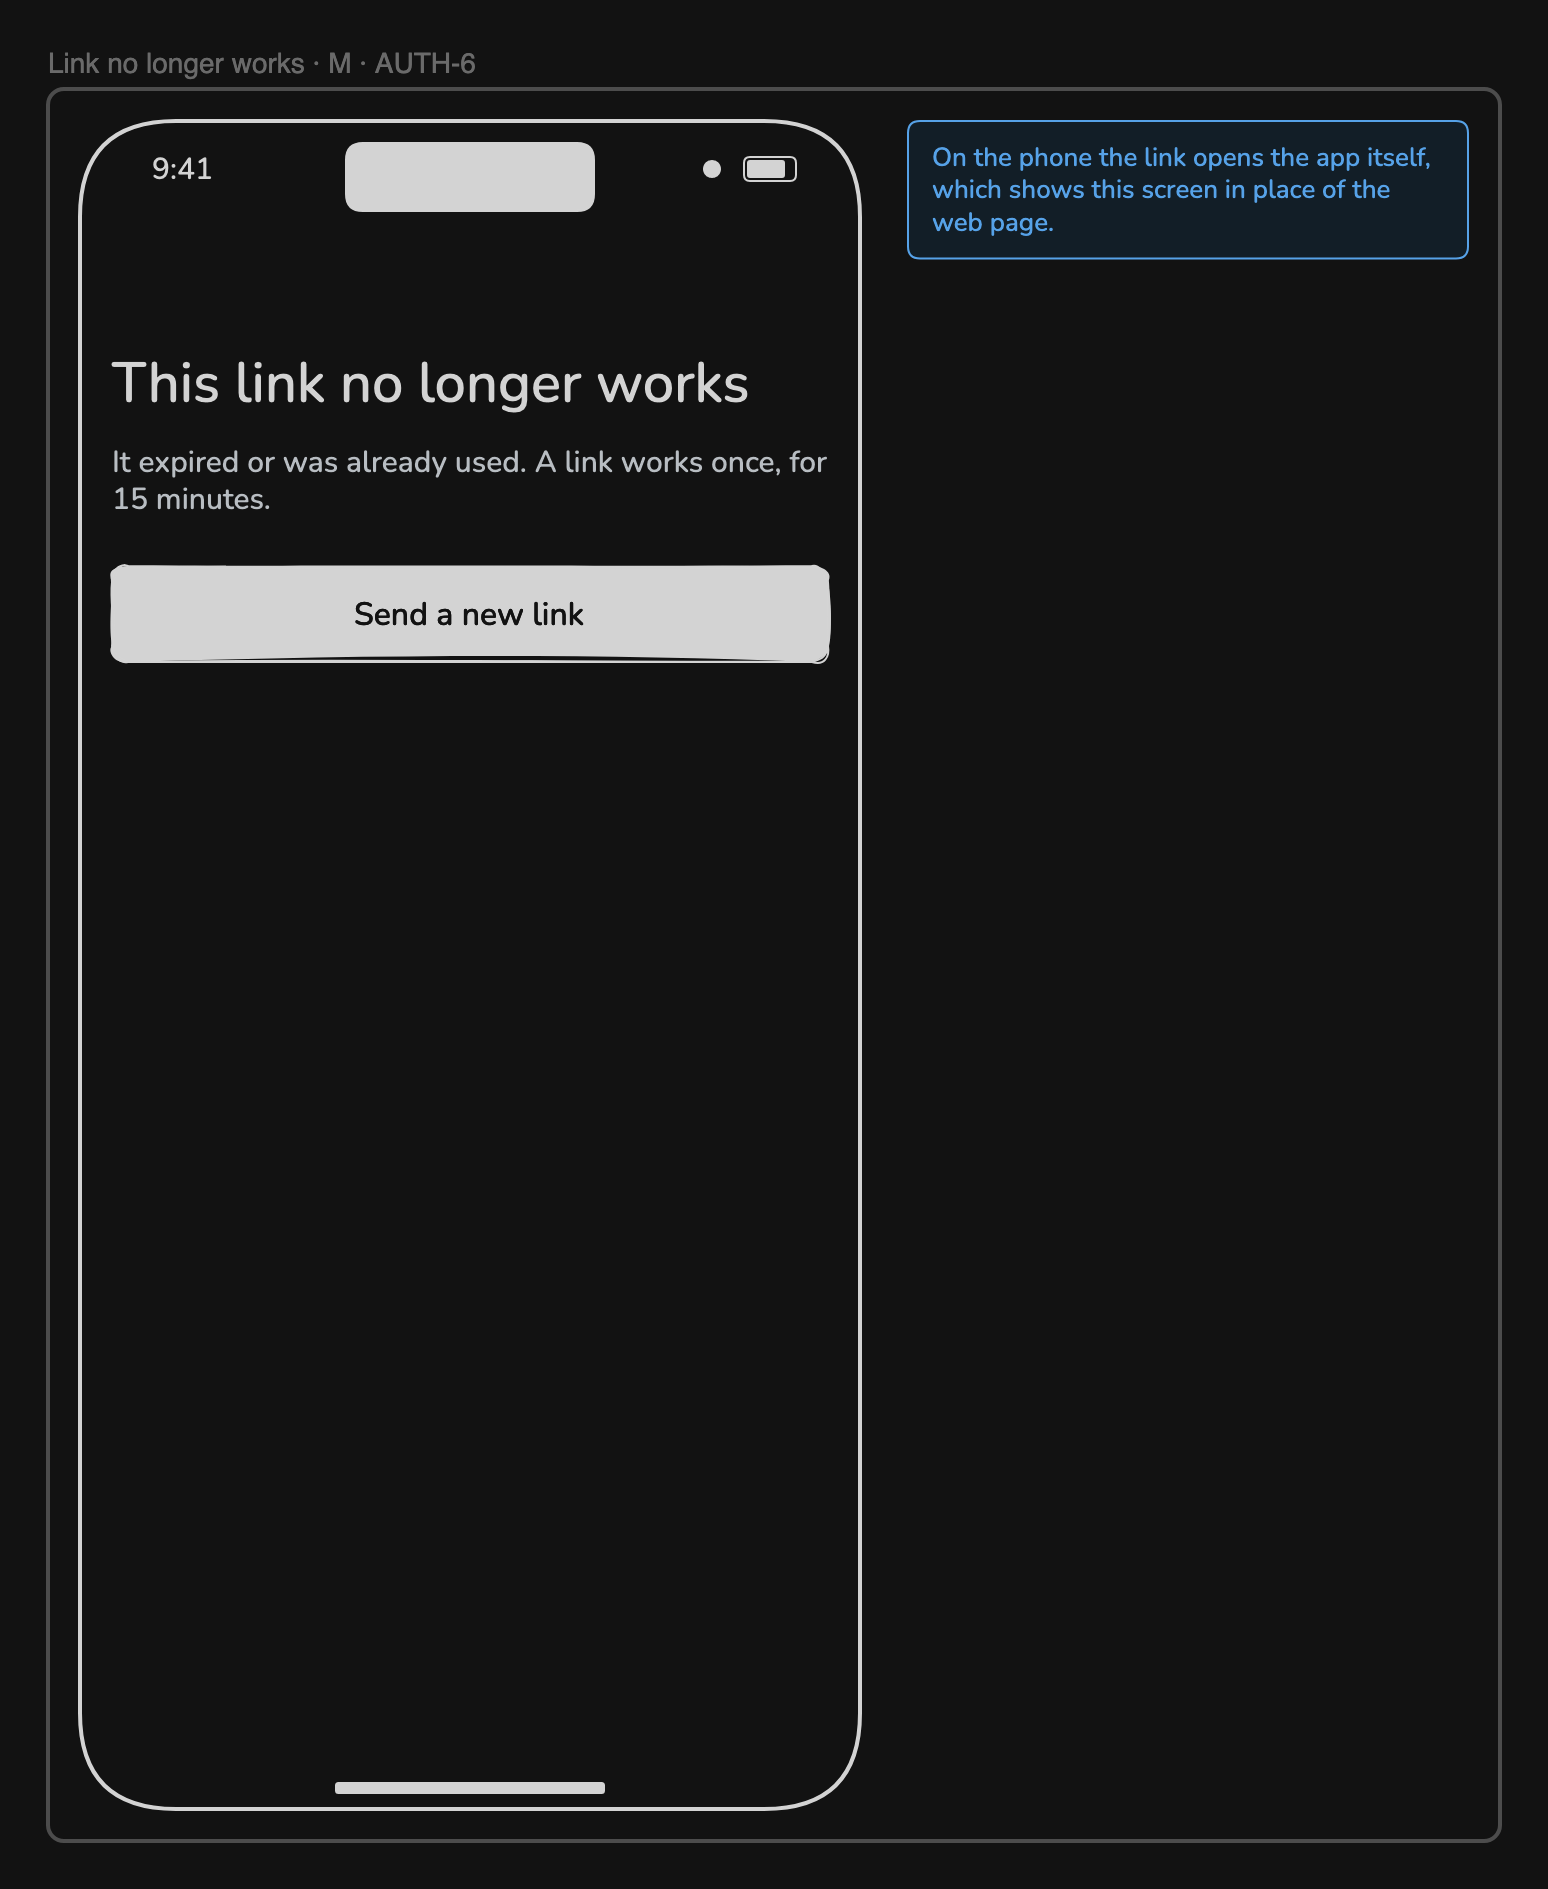 Link no longer works · M · AUTH-6
9:41
This link no longer works
It expired or was already used. A link works once, for
15 minutes.
Send a new link
On the phone the link opens the app itself,
which shows this screen in place of the
web page.